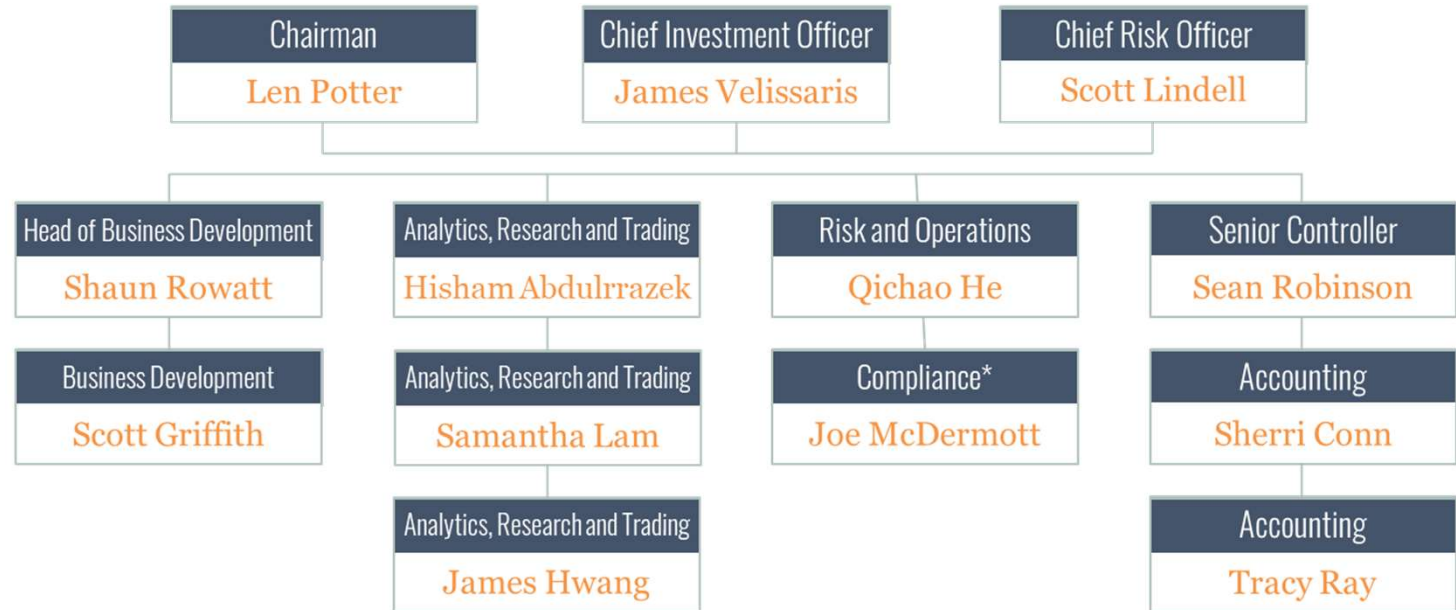 Chairman
Len Potter
Chief Investment Officer
James Velissaris
Chief Risk Officer
Scott Lindell
Head of Business Development
Shaun Rowatt
Analytics, Research and Trading
Hisham Abdulrrazek
Risk and Operations
Qichao He
Senior Controller
Sean Robinson
Business Development
Scott Griffith
Analytics, Research and Trading
Samantha Lam
Compliance*
Joe McDermott
Accounting
Sherri Conn
Analytics, Research and Trading
James Hwang
Accounting
Tracy Ray